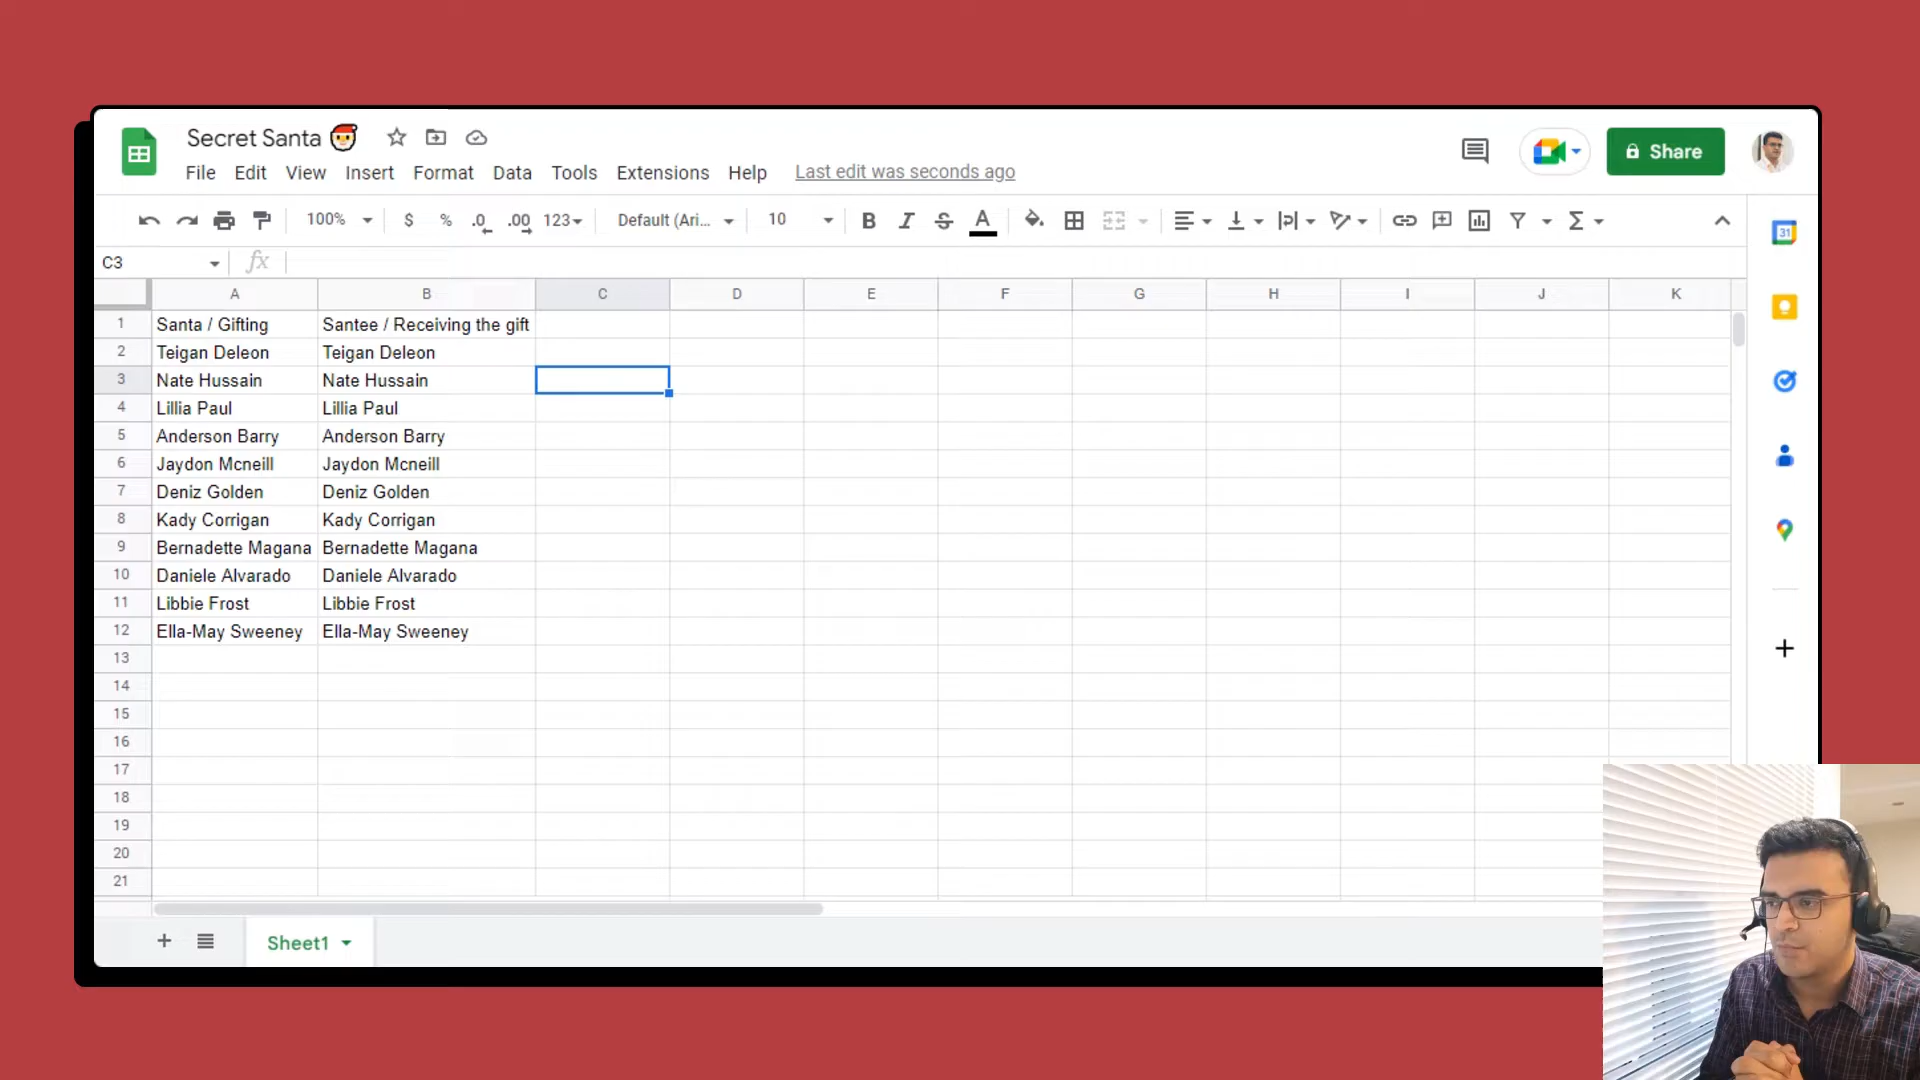 Secret Santa
File Edit View Insert Format Data Tools Extensions Help Last edit was seconds ago
Share
100% $ % .0 .00 123 Default (Ari... 10 B I S A
31
C3 fx
A B C D E F G H I J K
1 Santa / Gifting Santee / Receiving the gift
2 Teigan Deleon Teigan Deleon
3 Nate Hussain Nate Hussain
4 Lillia Paul Lillia Paul
5 Anderson Barry Anderson Barry
6 Jaydon Mcneill Jaydon Mcneill
7 Deniz Golden Deniz Golden
8 Kady Corrigan Kady Corrigan
9 Bernadette Magana Bernadette Magana
10 Daniele Alvarado Daniele Alvarado
11 Libbie Frost Libbie Frost
12 Ella-May Sweeney Ella-May Sweeney
13
14
15
16
17
18
19
20
21
Sheet1